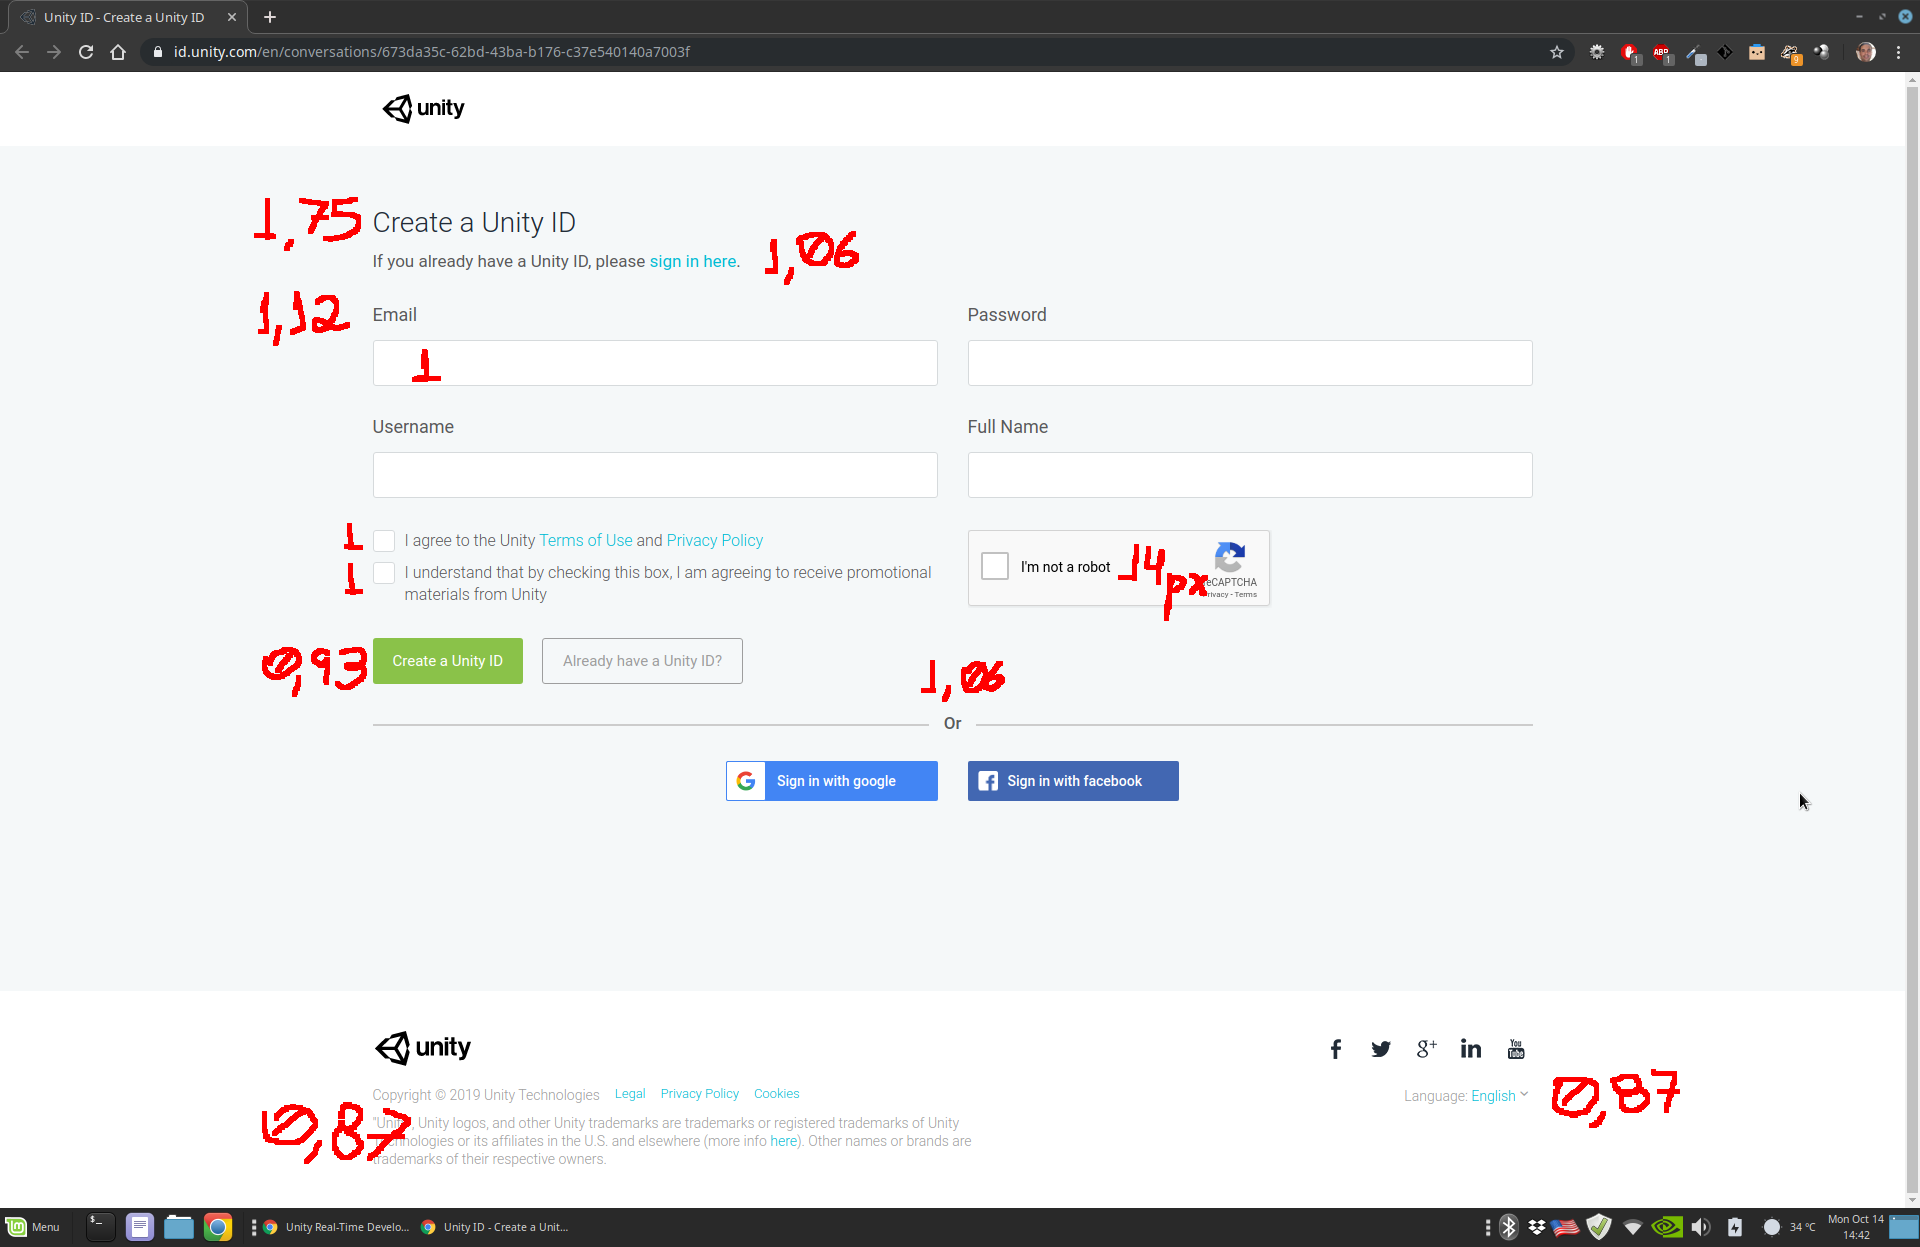 Unity ID - Create a Unity ID
id.unity.com/en/conversations/673da35c-62bd-43ba-b176-c37e540140a7003f
1
ABP
1
9
unity
1,75
Create a Unity ID
If you already have a Unity ID, please sign in here.
1,06
1,12
Email
Password
1
Username
Full Name
1
I agree to the Unity Terms of Use and Privacy Policy
1
I understand that by checking this box, I am agreeing to receive promotional
materials from Unity
I'm not a robot
14px
eCAPTCHA
rivacy - Terms
0,93
Create a Unity ID
Already have a Unity ID?
1,06
Or
Sign in with google
Sign in with facebook
unity
You Tube
Copyright © 2019 Unity Technologies Legal Privacy Policy Cookies
Language: English
0,87
0,87
"Unity, Unity logos, and other Unity trademarks are trademarks or registered trademarks of Unity
Technologies or its affiliates in the U.S. and elsewhere (more info here). Other names or brands are
trademarks of their respective owners.
Menu
Unity Real-Time Develo...
Unity ID - Create a Unit...
34 °C
Mon Oct 14
14:42